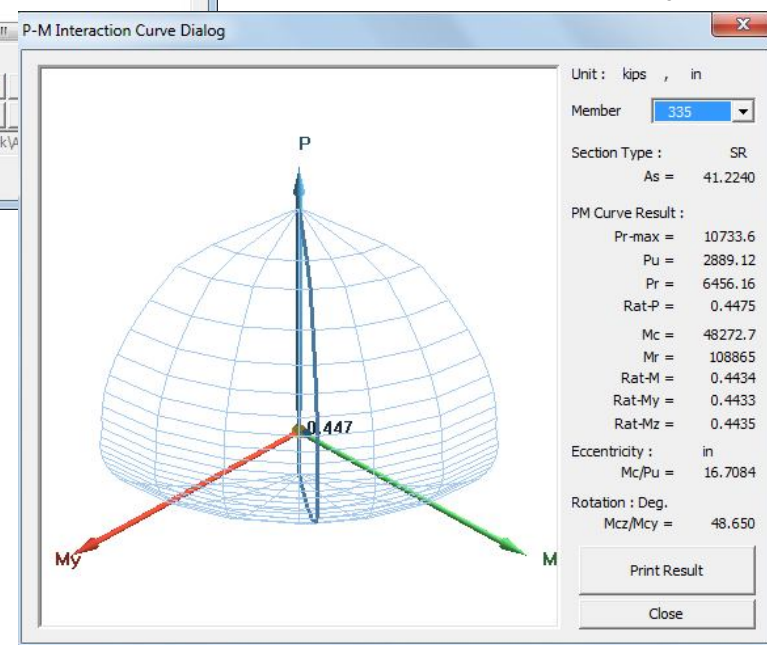 P-M Interaction Curve Dialog
Unit : kips , in
Member 335
Section Type : SR
As = 41.2240
PM Curve Result :
Pr-max = 10733.6
Pu = 2889.12
Pr = 6456.16
Rat-P = 0.4475
Mc = 48272.7
Mr = 108865
Rat-M = 0.4434
Rat-My = 0.4433
Rat-Mz = 0.4435
Eccentricity : in
Mc/Pu = 16.7084
Rotation : Deg.
Mcz/Mcy = 48.650
Print Result
Close
P
0.447
My
M